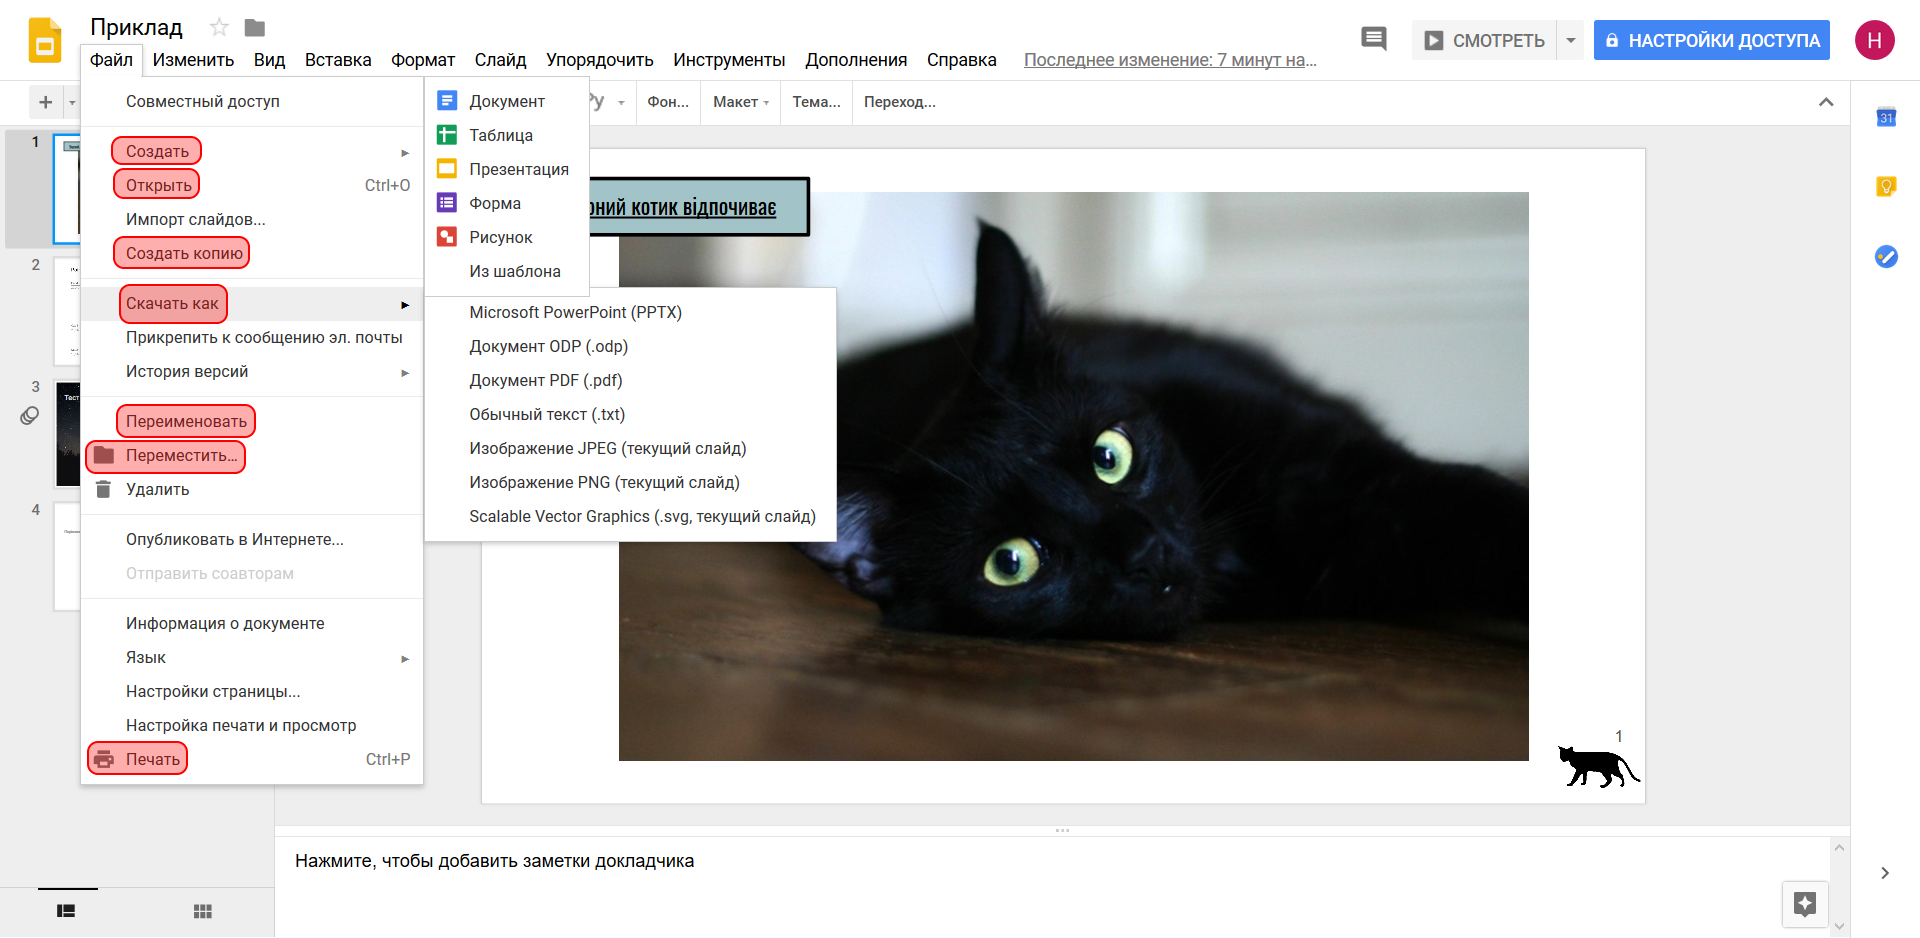 Приклад
Файл Изменить Вид Вставка Формат Слайд Упорядочить Инструменты Дополнения Справка Последнее изменение: 7 минут на...
СМОТРЕТЬ
НАСТРОЙКИ ДОСТУПА
Н
Фон... Макет Тема... Переход...
31
Совместный доступ
Создать
Открыть Ctrl+O
Импорт слайдов...
Создать копию
Скачать как
Прикрепить к сообщению эл. почты
История версий
Переименовать
Переместить...
Удалить
Опубликовать в Интернете...
Отправить соавторам
Информация о документе
Язык
Настройки страницы...
Настройка печати и просмотр
Печать Ctrl+P
Документ
Таблица
Презентация
Форма
Рисунок
Из шаблона
Microsoft PowerPoint (PPTX)
Документ ODP (.odp)
Документ PDF (.pdf)
Обычный текст (.txt)
Изображение JPEG (текущий слайд)
Изображение PNG (текущий слайд)
Scalable Vector Graphics (.svg, текущий слайд)
1
2
3
Тест
4
котик відпочиває
1
Нажмите, чтобы добавить заметки докладчика